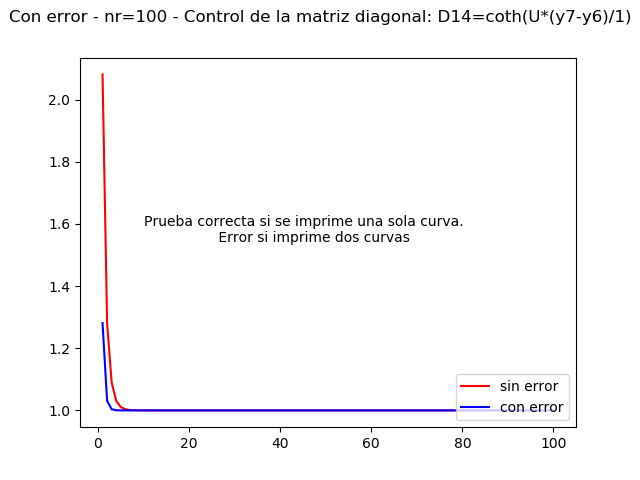 Con error - nr=100 - Control de la matriz diagonal: D14=coth(U*(y7-y6)/1)
2.0
1.8
1.6
1.4
1.2
1.0
Prueba correcta si se imprime una sola curva.
Error si imprime dos curvas
sin error
con error
0
20
40
60
80
100